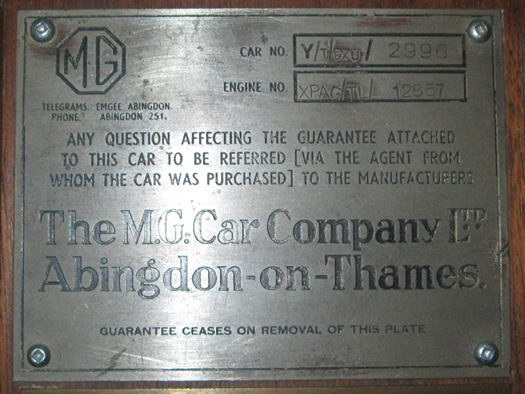 MG
CAR NO. Y/T/EXU/ 2996
ENGINE NO. XPAG/TL/ 12857
TELEGRAMS. EMGEE ABINGDON.
PHONE. ABINGDON 251.
ANY QUESTION AFFECTING THE GUARANTEE ATTACHED
TO THIS CAR TO BE REFERRED [VIA THE AGENT FROM
WHOM THE CAR WAS PURCHASED] TO THE MANUFACTURERS
The M.G. Car Company LTD.
Abingdon-on-Thames.
GUARANTEE CEASES ON REMOVAL OF THIS PLATE